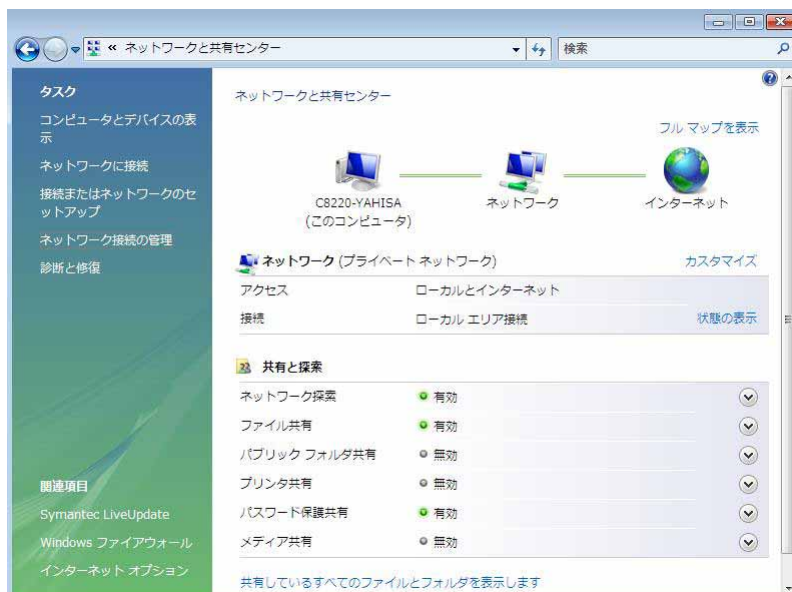 « ネットワークと共有センター
検索
タスク
コンピュータとデバイスの表
示
ネットワークに接続
接続またはネットワークのセ
ットアップ
ネットワーク接続の管理
診断と修復
関連項目
Symantec LiveUpdate
Windows ファイアウォール
インターネット オプション
ネットワークと共有センター
フル マップを表示
C8220-YAHISA
(このコンピュータ)
ネットワーク
インターネット
ネットワーク (プライベート ネットワーク)
カスタマイズ
アクセス ローカルとインターネット
接続 ローカル エリア接続 状態の表示
共有と探索
ネットワーク探索 有効
ファイル共有 有効
パブリック フォルダ共有 無効
プリンタ共有 無効
パスワード保護共有 有効
メディア共有 無効
共有しているすべてのファイルとフォルダを表示します